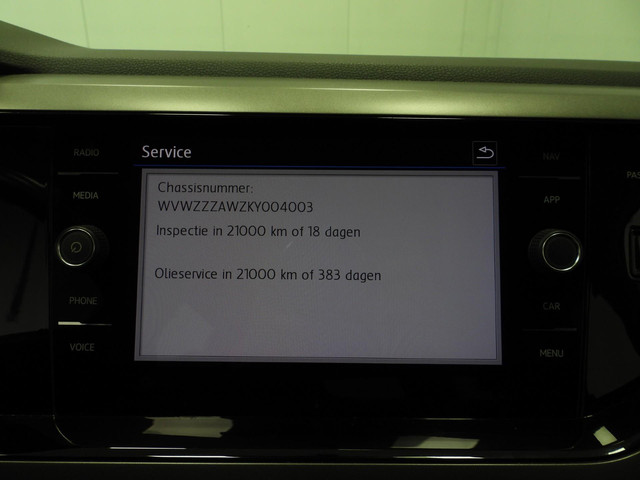 Service
RADIO
NAV
MEDIA
APP
PHONE
CAR
VOICE
MENU
PAS
Chassisnummer:
WVWZZZAWZKY004003
Inspectie in 21000 km of 18 dagen
Olieservice in 21000 km of 383 dagen